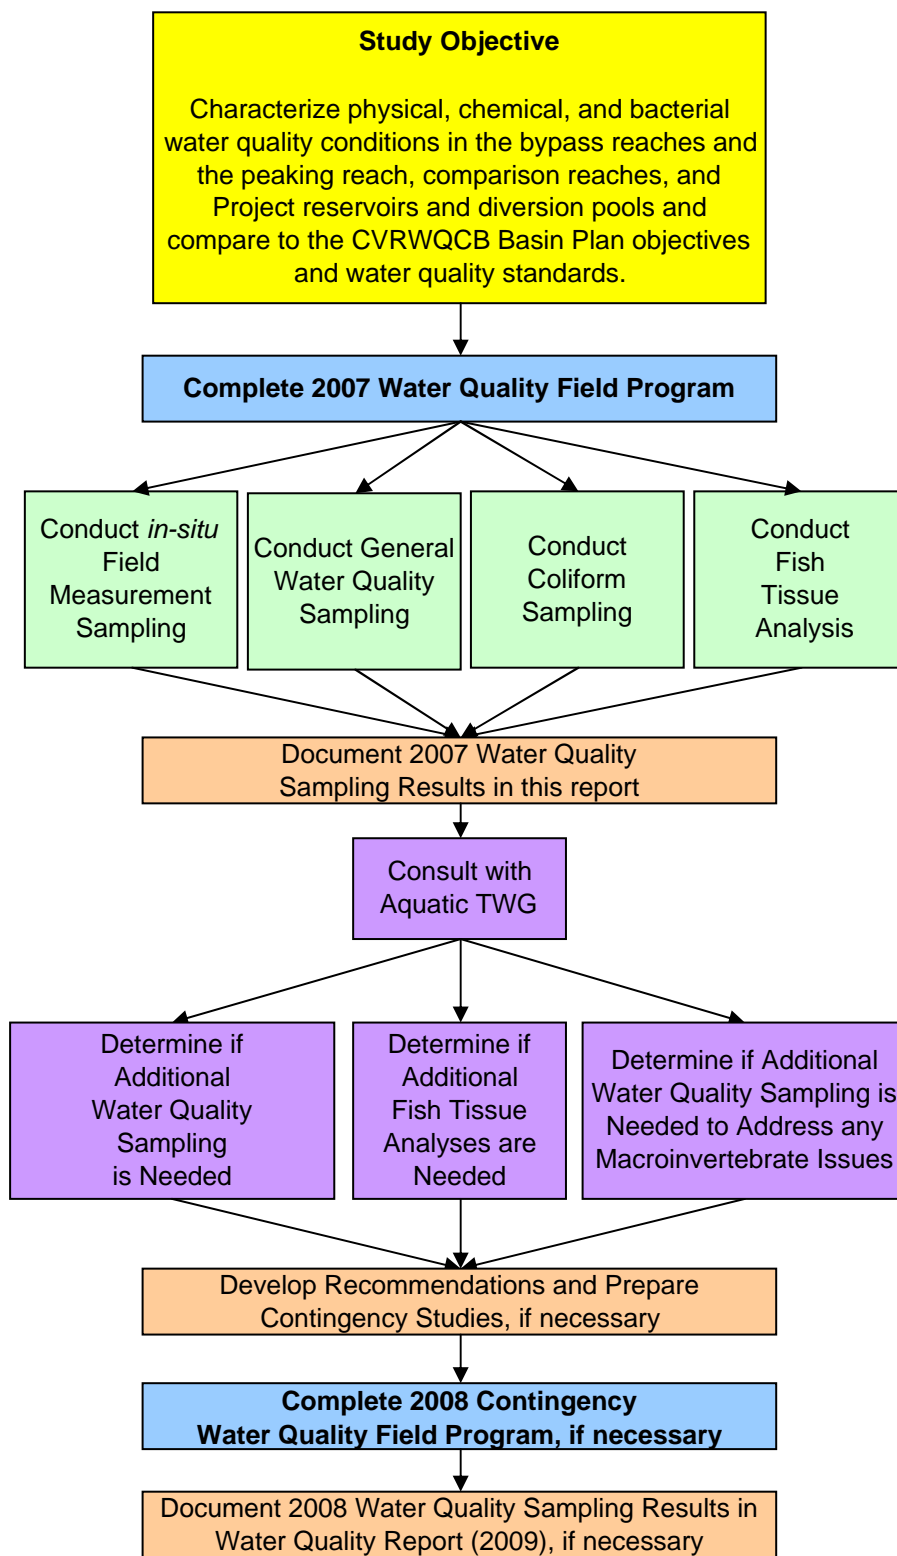 Study Objective
Characterize physical, chemical, and bacterial
water quality conditions in the bypass reaches and
the peaking reach, comparison reaches, and
Project reservoirs and diversion pools and
compare to the CVRWQCB Basin Plan objectives
and water quality standards.
Complete 2007 Water Quality Field Program
Conduct in-situ
Field
Measurement
Sampling
Conduct General
Water Quality
Sampling
Conduct
Coliform
Sampling
Conduct
Fish
Tissue
Analysis
Document 2007 Water Quality
Sampling Results in this report
Consult with
Aquatic TWG
Determine if
Additional
Water Quality
Sampling
is Needed
Determine if
Additional
Fish Tissue
Analyses are
Needed
Determine if Additional
Water Quality Sampling is
Needed to Address any
Macroinvertebrate Issues
Develop Recommendations and Prepare
Contingency Studies, if necessary
Complete 2008 Contingency
Water Quality Field Program, if necessary
Document 2008 Water Quality Sampling Results in
Water Quality Report (2009), if necessary